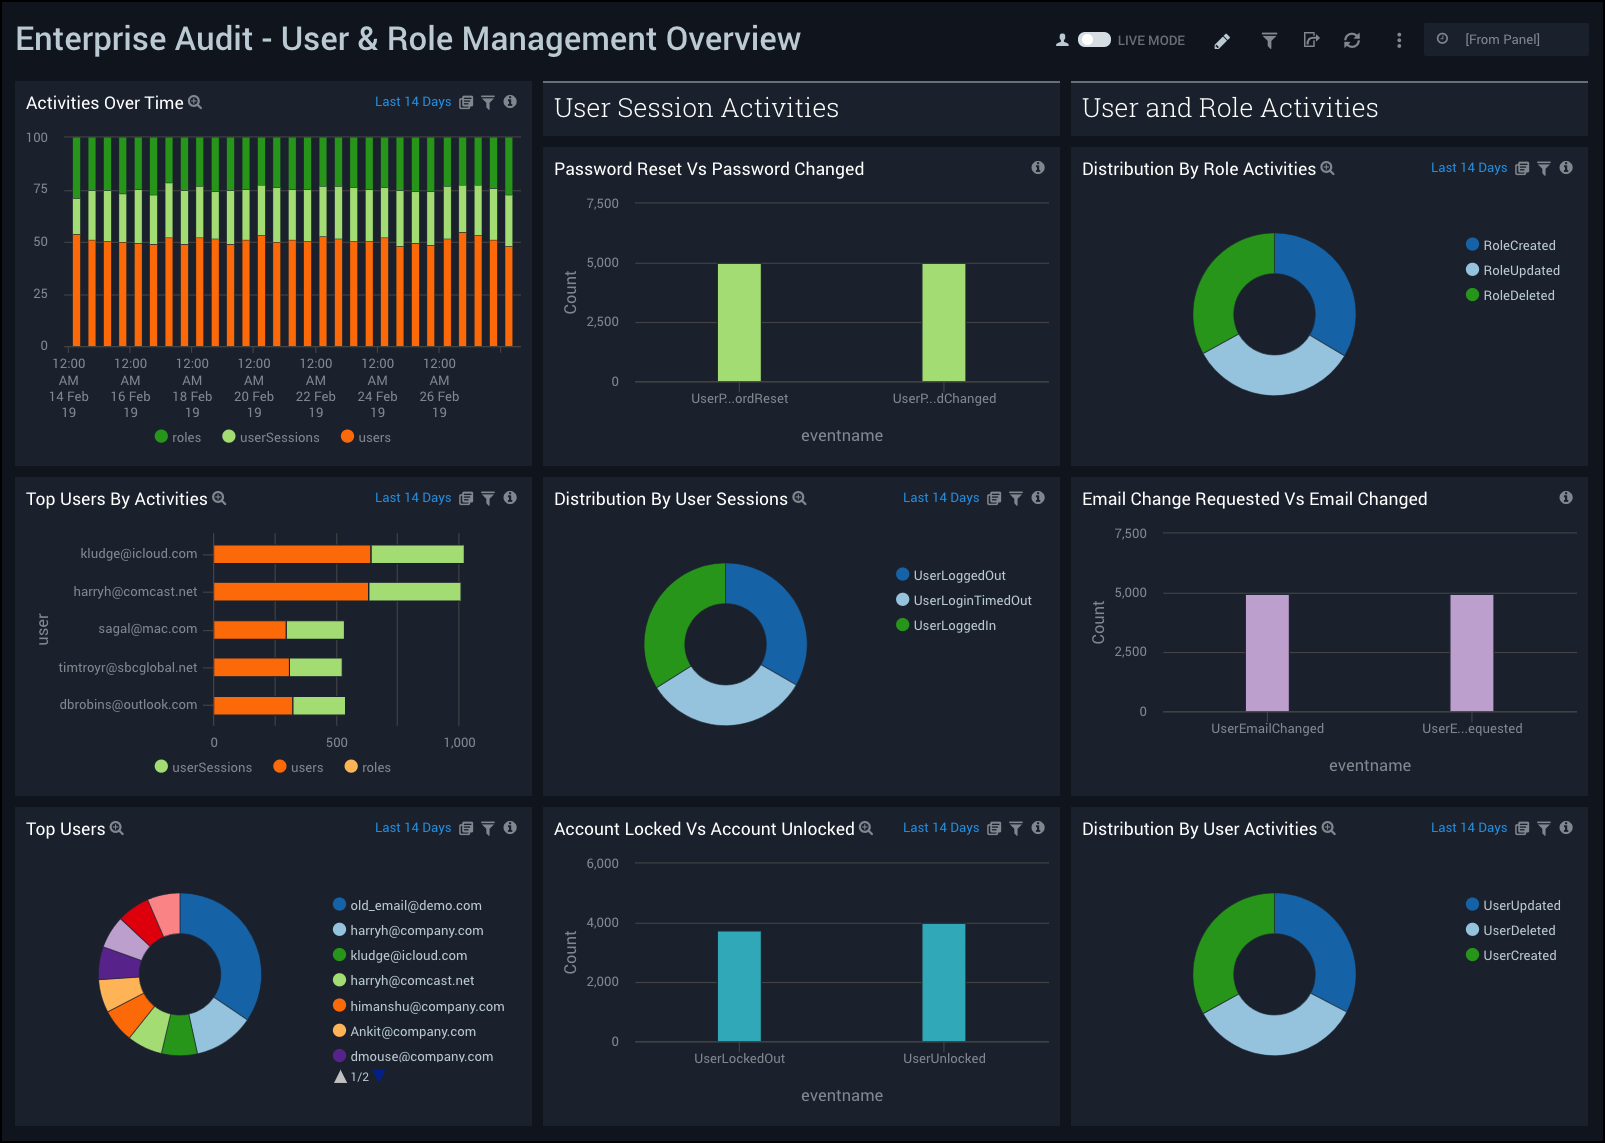 Enterprise Audit - User & Role Management Overview
LIVE MODE
[From Panel]
Activities Over Time
Last 14 Days
100
75
50
25
0
12:00 AM 14 Feb 19
12:00 AM 16 Feb 19
12:00 AM 18 Feb 19
12:00 AM 20 Feb 19
12:00 AM 22 Feb 19
12:00 AM 24 Feb 19
12:00 AM 26 Feb 19
roles
userSessions
users
User Session Activities
User and Role Activities
Password Reset Vs Password Changed
7,500
5,000
2,500
0
Count
UserP...ordReset
UserP...dChanged
eventname
Distribution By Role Activities
Last 14 Days
RoleCreated
RoleUpdated
RoleDeleted
Top Users By Activities
Last 14 Days
user
kludge@icloud.com
harryh@comcast.net
sagal@mac.com
timtroyr@sbcglobal.net
dbrobins@outlook.com
0
500
1,000
userSessions
users
roles
Distribution By User Sessions
Last 14 Days
UserLoggedOut
UserLoginTimedOut
UserLoggedIn
Email Change Requested Vs Email Changed
7,500
5,000
2,500
0
Count
UserEmailChanged
UserE...equested
eventname
Top Users
Last 14 Days
old_email@demo.com
harryh@company.com
kludge@icloud.com
harryh@comcast.net
himanshu@company.com
Ankit@company.com
dmouse@company.com
1/2
Account Locked Vs Account Unlocked
Last 14 Days
6,000
4,000
2,000
0
Count
UserLockedOut
UserUnlocked
eventname
Distribution By User Activities
Last 14 Days
UserUpdated
UserDeleted
UserCreated